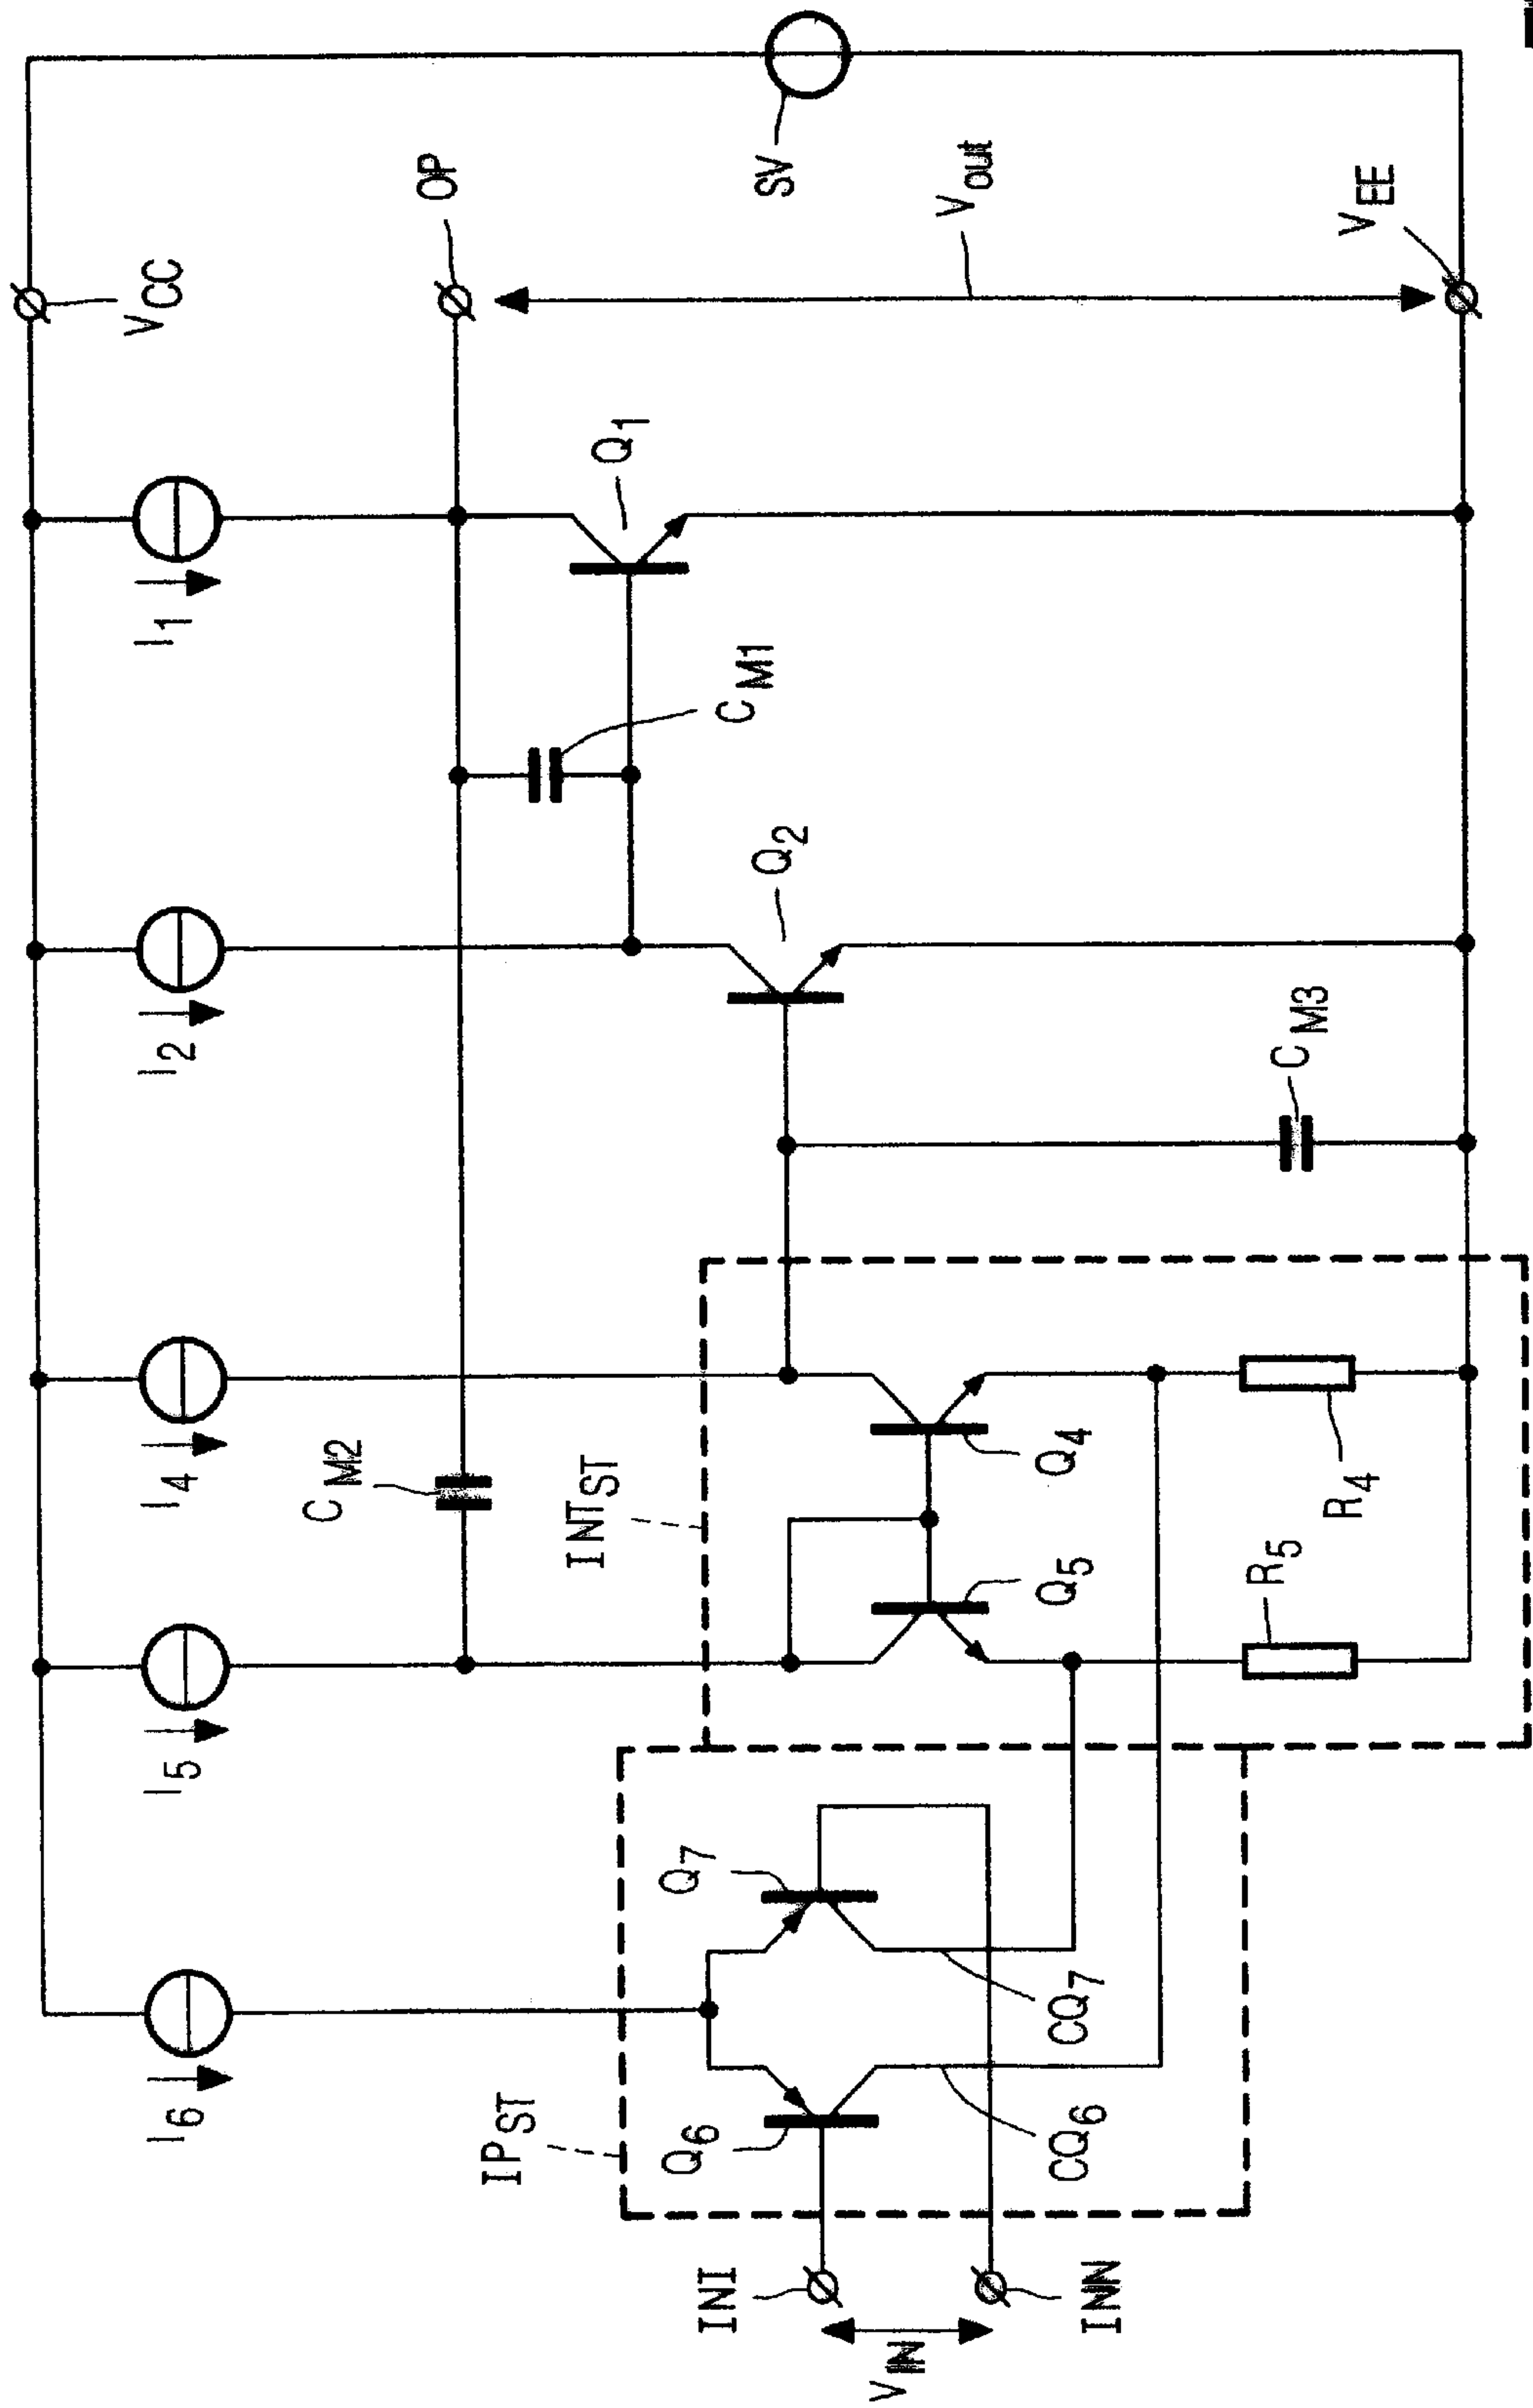 I6
I5
I4
I2
I1
VCC
CM2
OP
IPST
INTST
CM1
Q1
Q6
Q7
Q2
SV
INI
VIN
INN
CQ6
CQ7
Q5
Q4
Vout
R5
R4
CM3
VEE